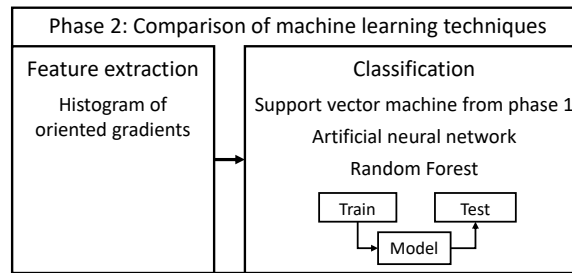 Phase 2: Comparison of machine learning techniques
Feature extraction
Histogram of
oriented gradients
Classification
Support vector machine from phase 1
Artificial neural network
Random Forest
Train
Test
Model